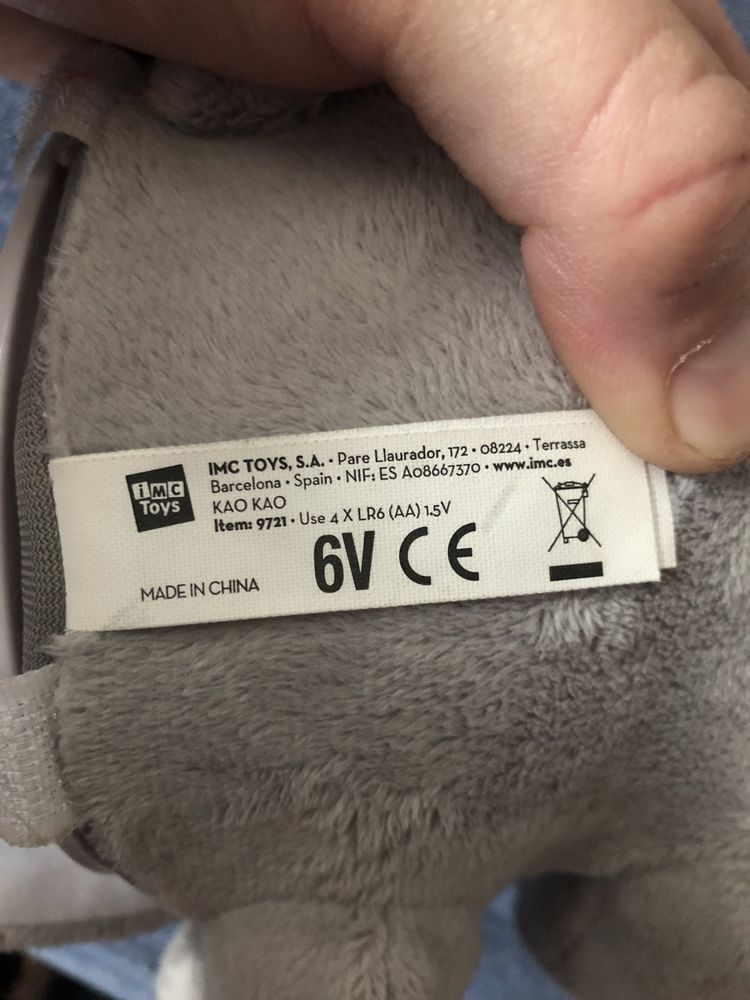 imc
Toys
IMC TOYS, S.A. • Pare Llaurador, 172 • 08224 • Terrassa
Barcelona • Spain • NIF: ES A08667370 • www.imc.es
KAO KAO
Item: 9721 • Use 4 X LR6 (AA) 1.5V
MADE IN CHINA
6V CE